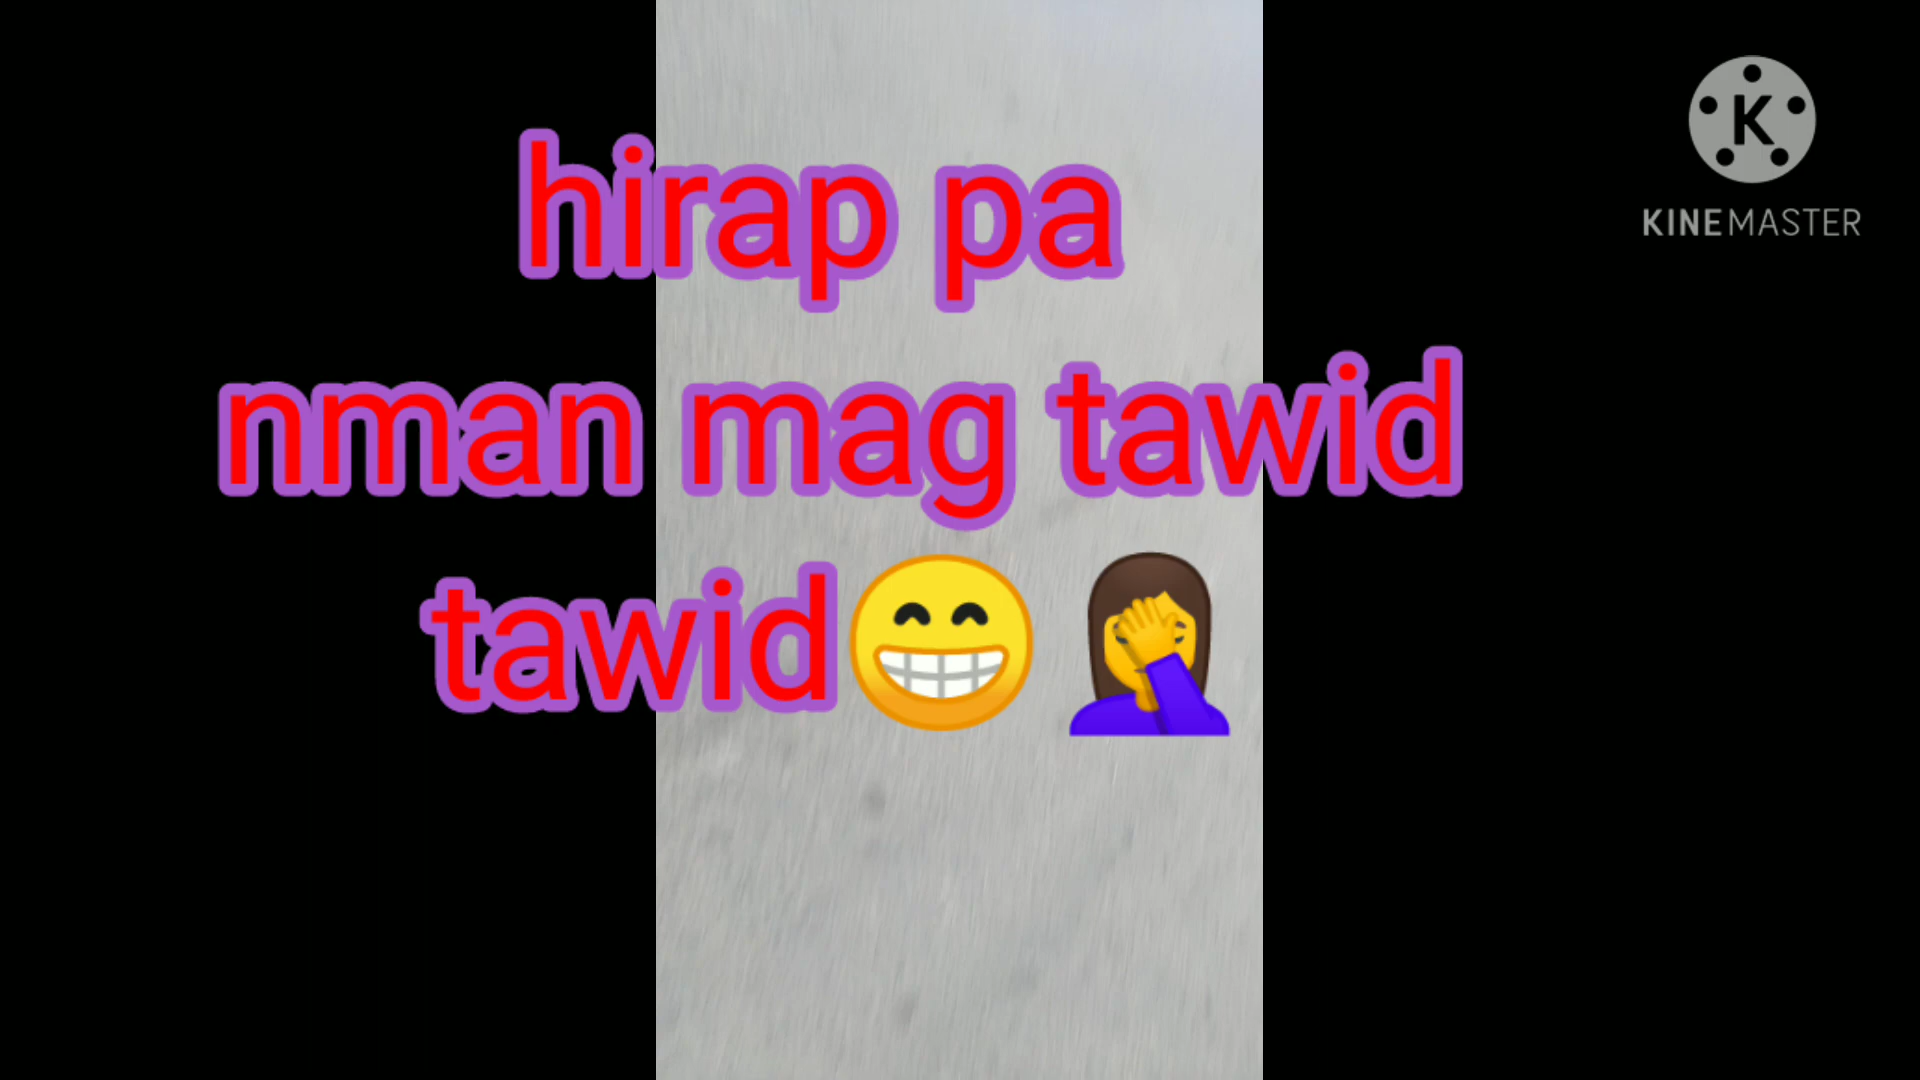 hirap pa
nman mag tawid
tawid😁 🤦‍♀️
K
KINEMASTER